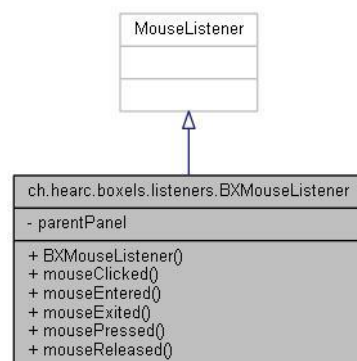 MouseListener
ch.hearc.boxels.listeners.BXMouseListener
- parentPanel
+ BXMouseListener()
+ mouseClicked()
+ mouseEntered()
+ mouseExited()
+ mousePressed()
+ mouseReleased()